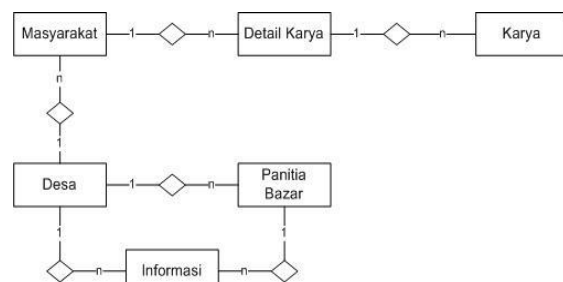 Masyarakat 1 n Detail Karya 1 n Karya
n
1
Desa 1 n Panitia
Bazar
1 1
n Informasi n